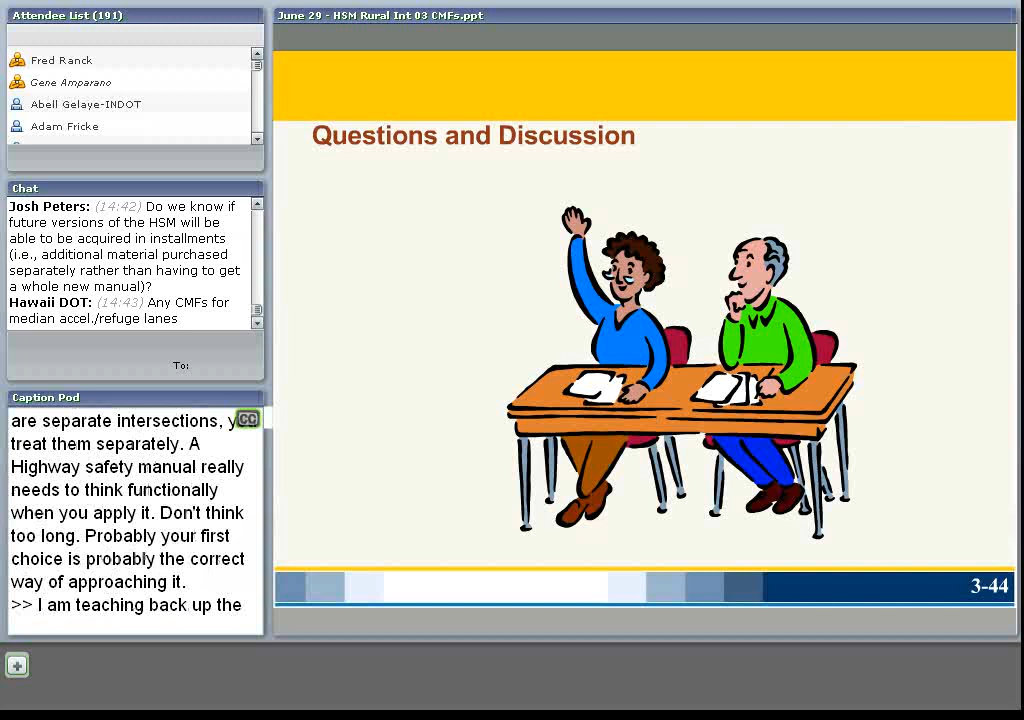 Attendee List (191)
Fred Ranck
Gene Amparano
Abell Gelaye-INDOT
Adam Fricke
Chat
Josh Peters: (14:42) Do we know if
future versions of the HSM will be
able to be acquired in installments
(i.e., additional material purchased
separately rather than having to get
a whole new manual)?
Hawaii DOT: (14:43) Any CMFs for
median accel./refuge lanes
To:
Caption Pod
are separate intersections, y
CC
treat them separately. A
Highway safety manual really
needs to think functionally
when you apply it. Don't think
too long. Probably your first
choice is probably the correct
way of approaching it.
>> I am teaching back up the
June 29 - HSM Rural Int 03 CMFs.ppt
Questions and Discussion
3-44